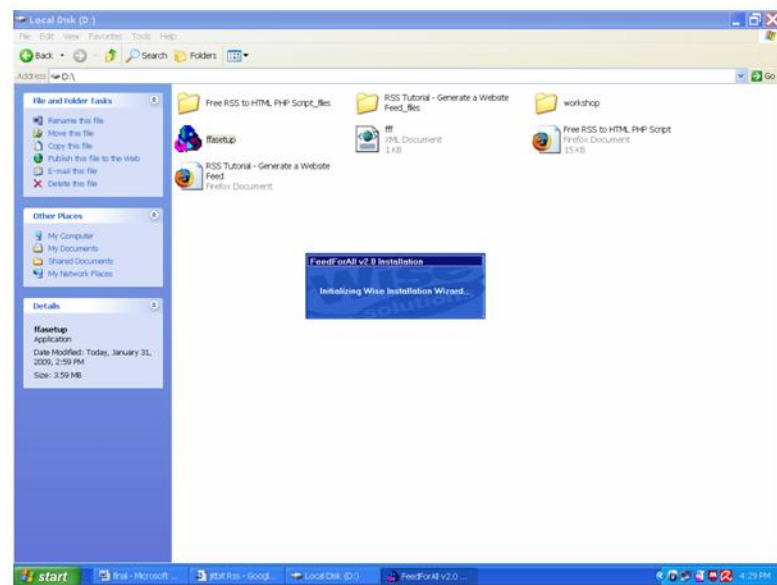 Local Disk (D:)
File Edit View Favorites Tools Help
Back Search Folders
Address D:\ Go
File and Folder Tasks
Rename this file
Move this file
Copy this file
Publish this file to the Web
E-mail this file
Delete this file
Other Places
My Computer
My Documents
Shared Documents
My Network Places
Details
ffasetup
Application
Date Modified: Today, January 31,
2009, 2:59 PM
Size: 3.59 MB
Free RSS to HTML PHP Script_files
RSS Tutorial - Generate a Website
Feed_files
workshop
ffasetup
fff
XML Document
1 KB
Free RSS to HTML PHP Script
Firefox Document
15 KB
RSS Tutorial - Generate a Website
Feed
Firefox Document
FeedForAll v2.0 Installation
Wise
solutions
Initializing Wise Installation Wizard...
start
final - Microsoft ...
Rss - Googl...
Local Disk (D:)
FeedForAll v2.0 ...
4:29 PM